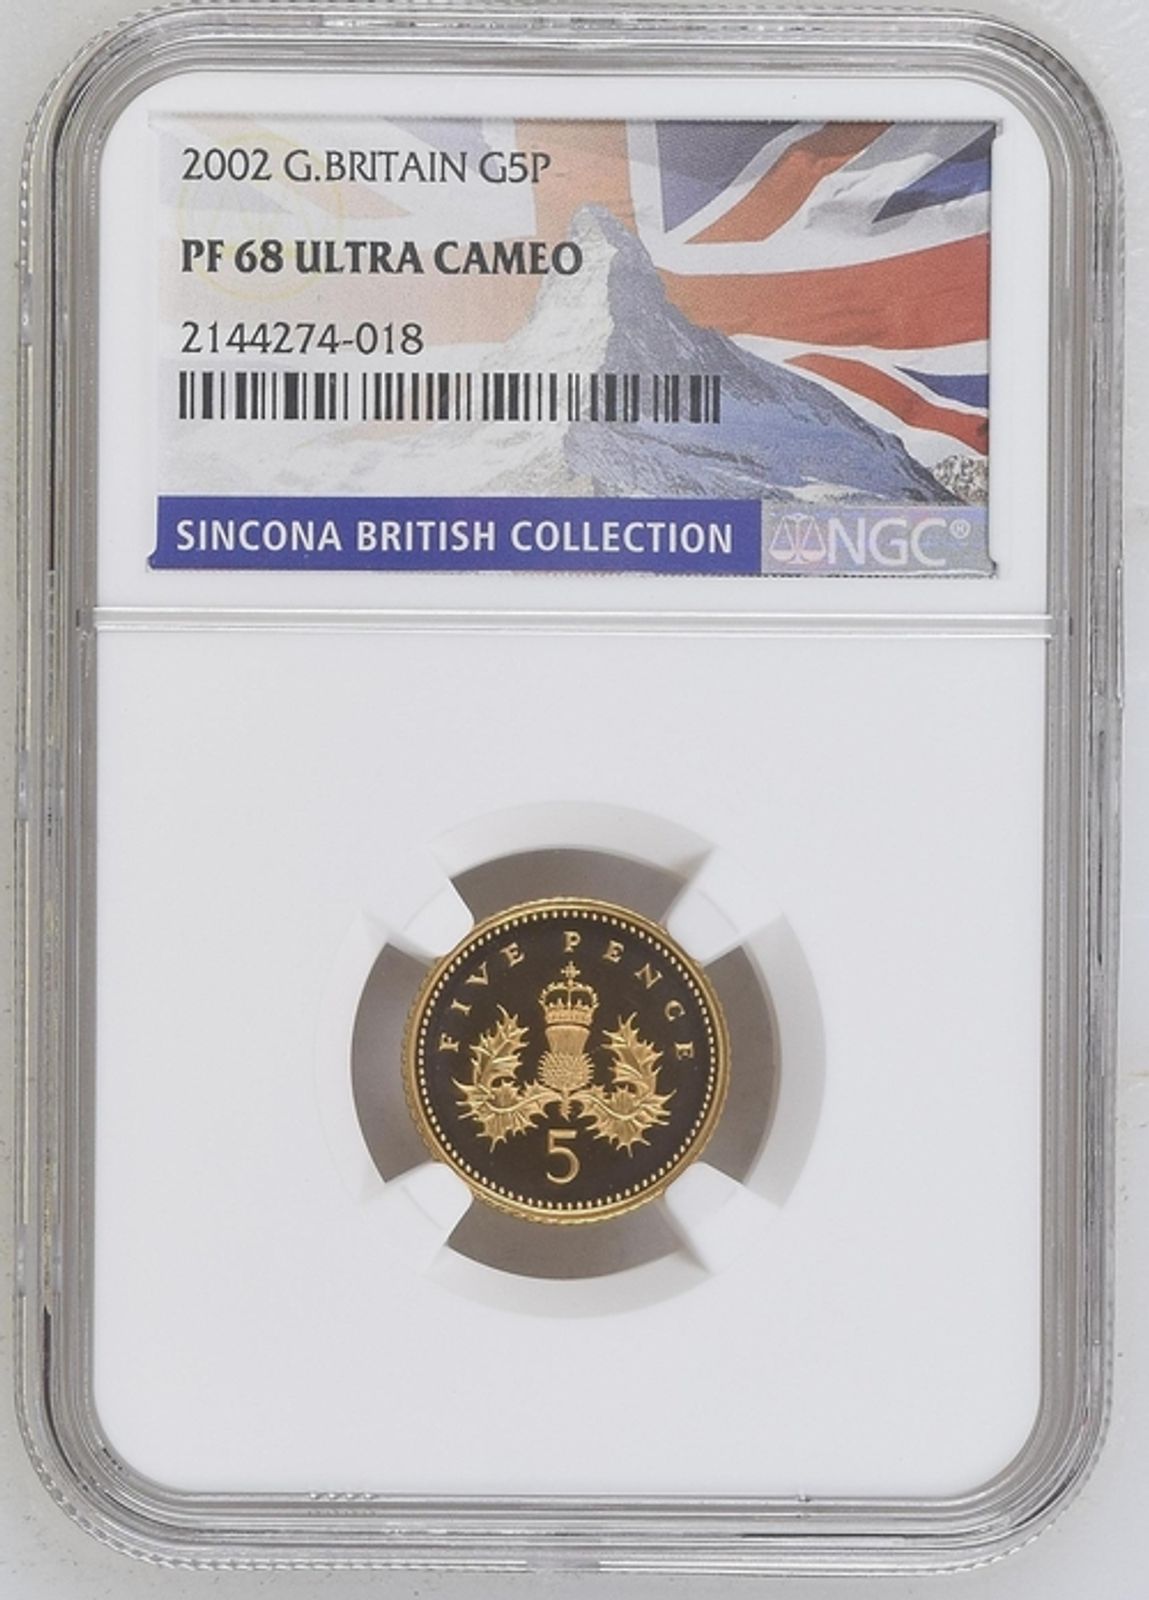 2002 G.BRITAIN G5P
PF 68 ULTRA CAMEO
2144274-018
SINCONA BRITISH COLLECTION
NGC®
FIVE PENCE
5